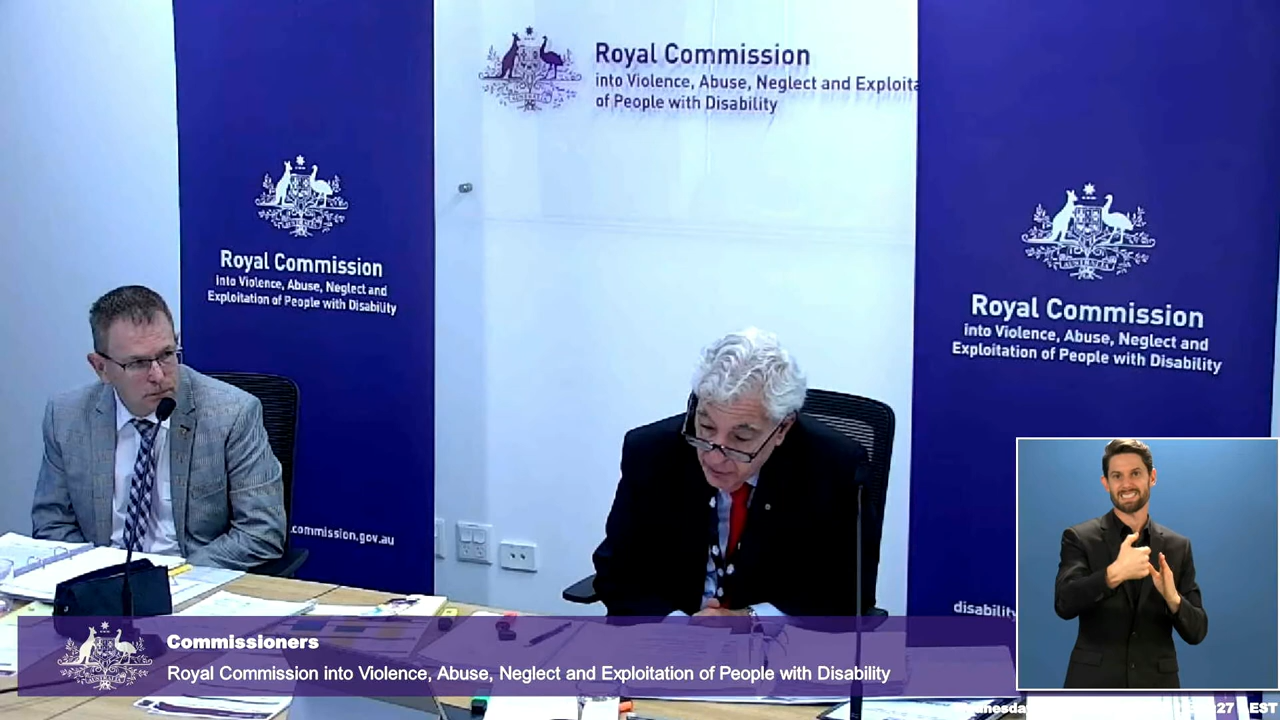 Royal Commission
into Violence, Abuse, Neglect and Exploita
of People with Disability
Royal Commission
into Violence, Abuse, Neglect and
Exploitation of People with Disability
.commission.gov.au
Royal Commission
into Violence, Abuse, Neglect and
Exploitation of People with Disability
AUSTRALIA
disability
Commissioners
Royal Commission into Violence, Abuse, Neglect and Exploitation of People with Disability